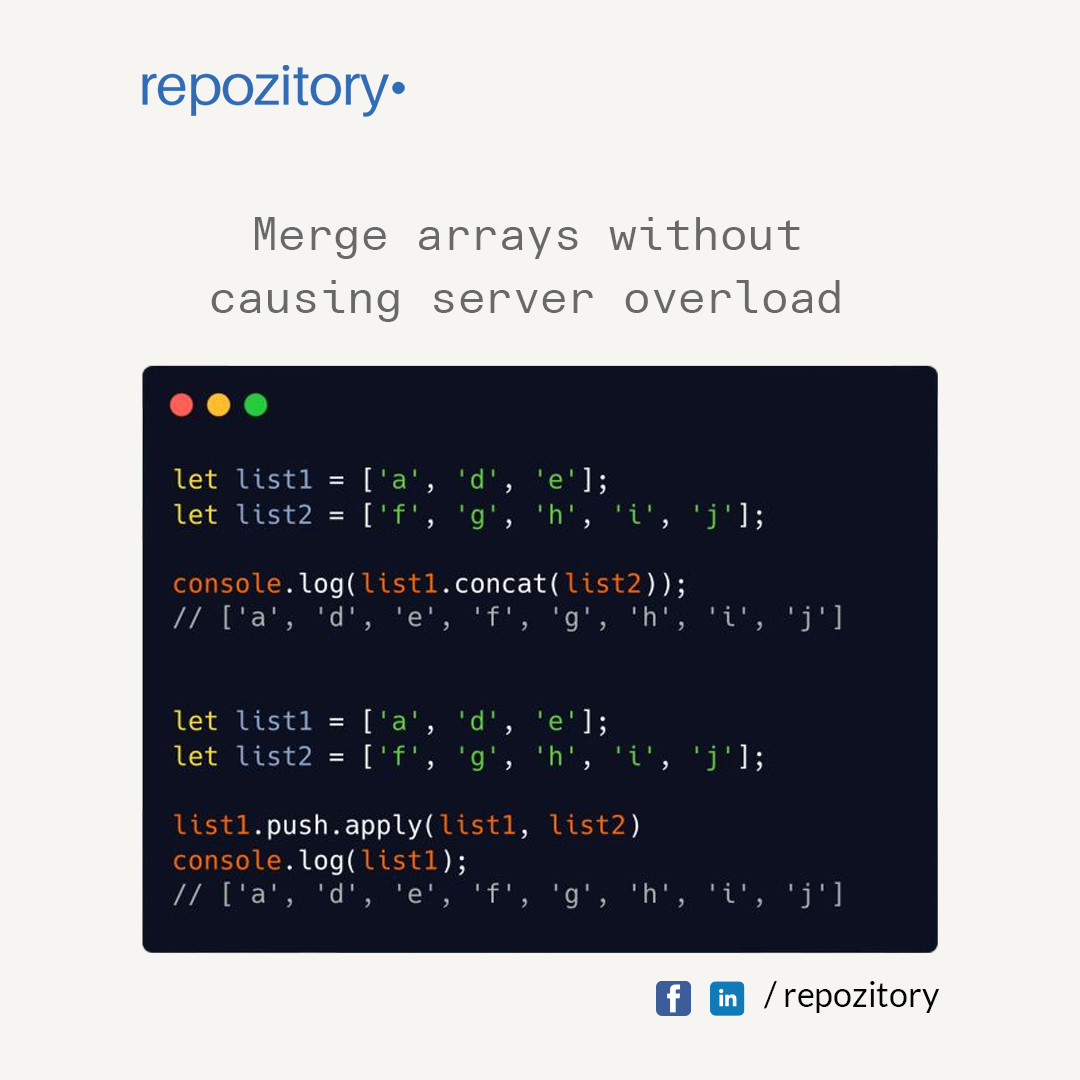 repozitory•
Merge arrays without
causing server overload
let list1 = ['a', 'd', 'e'];
let list2 = ['f', 'g', 'h', 'i', 'j'];
console.log(list1.concat(list2));
// ['a', 'd', 'e', 'f', 'g', 'h', 'i', 'j']
let list1 = ['a', 'd', 'e'];
let list2 = ['f', 'g', 'h', 'i', 'j'];
list1.push.apply(list1, list2)
console.log(list1);
// ['a', 'd', 'e', 'f', 'g', 'h', 'i', 'j']
f in / repozitory